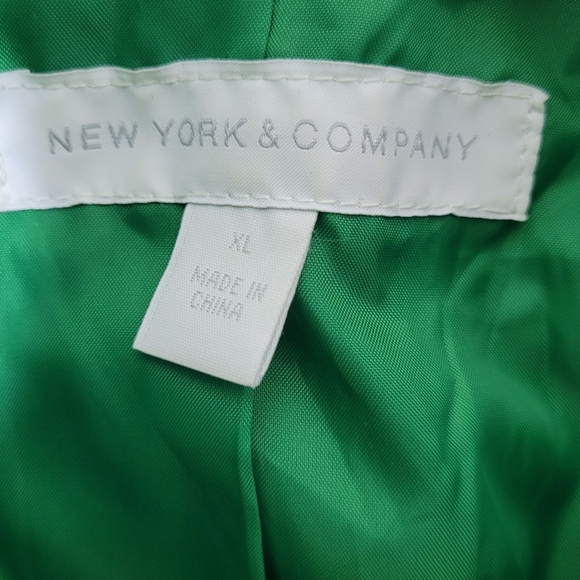 NEW YORK & COMPANY
XL
MADE IN
CHINA